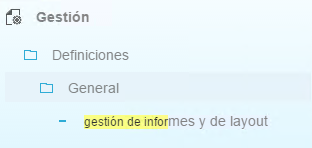 Gestión
Definiciones
General
gestión de informes y de layout